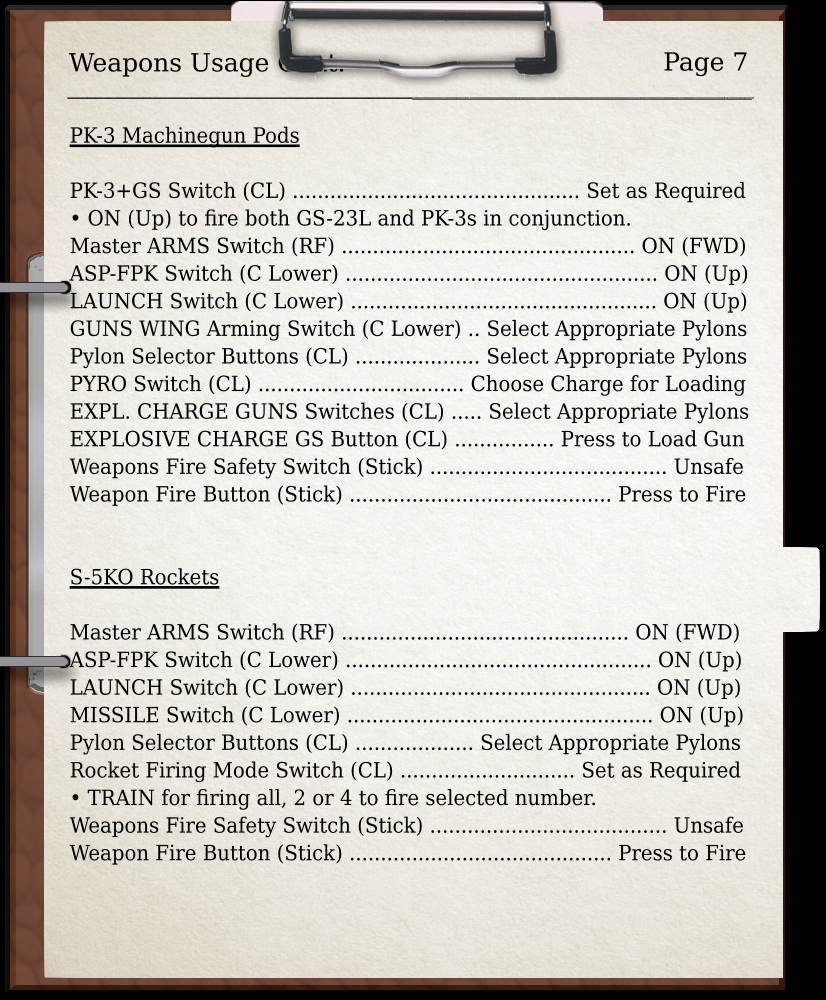 Weapons Usage
Page 7
PK-3 Machinegun Pods
PK-3+GS Switch (CL) .............................................. Set as Required
• ON (Up) to fire both GS-23L and PK-3s in conjunction.
Master ARMS Switch (RF) ............................................... ON (FWD)
ASP-FPK Switch (C Lower) .................................................. ON (Up)
LAUNCH Switch (C Lower) ................................................. ON (Up)
GUNS WING Arming Switch (C Lower) .. Select Appropriate Pylons
Pylon Selector Buttons (CL) .................... Select Appropriate Pylons
PYRO Switch (CL) ................................. Choose Charge for Loading
EXPL. CHARGE GUNS Switches (CL) ..... Select Appropriate Pylons
EXPLOSIVE CHARGE GS Button (CL) ................ Press to Load Gun
Weapons Fire Safety Switch (Stick) ...................................... Unsafe
Weapon Fire Button (Stick) .......................................... Press to Fire
S-5KO Rockets
Master ARMS Switch (RF) .............................................. ON (FWD)
ASP-FPK Switch (C Lower) ................................................. ON (Up)
LAUNCH Switch (C Lower) ................................................ ON (Up)
MISSILE Switch (C Lower) ................................................. ON (Up)
Pylon Selector Buttons (CL) ................... Select Appropriate Pylons
Rocket Firing Mode Switch (CL) ............................ Set as Required
• TRAIN for firing all, 2 or 4 to fire selected number.
Weapons Fire Safety Switch (Stick) ...................................... Unsafe
Weapon Fire Button (Stick) .......................................... Press to Fire